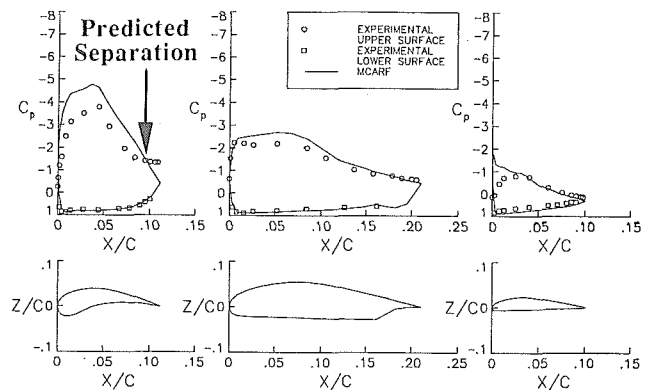 Predicted
Separation
EXPERIMENTAL
UPPER SURFACE
EXPERIMENTAL
LOWER SURFACE
MCARF
-8
-7
-6
-5
-4
-3
-2
-1
0
1
Cp
0 .05 .10 .15
X/C
-8
-7
-6
-5
-4
-3
-2
-1
0
1
Cp
0 .05 .10 .15 .20 .25
X/C
-8
-7
-6
-5
-4
-3
-2
-1
0
1
Cp
0 .05 .10 .15
X/C
.1
Z/C0
-.1
0 .05 .10 .15
X/C
.1
Z/C0
-.1
0 .05 .10 .15 .20 .25
X/C
.1
Z/C0
-.1
0 .05 .10 .15
X/C